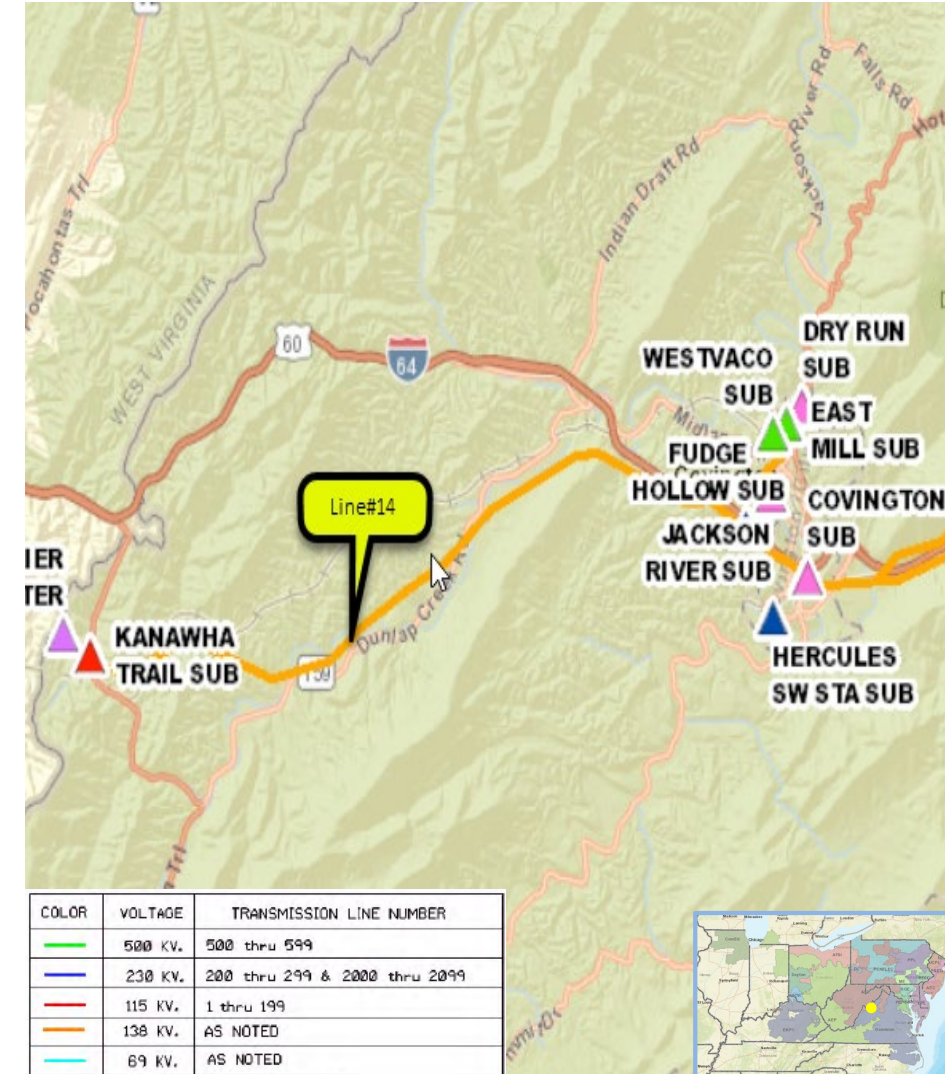 Falls Rd
Jackson River Rd
Hot
Indian Draft Rd
Pocahontas Trl
WEST VIRGINIA
60
64
DRY RUN
SUB
WESTVACO
SUB
EAST
MILL SUB
FUDGE
HOLLOW SUB
COVINGTON
SUB
JACKSON
RIVER SUB
Line#14
IER
TER
KANAWHA
TRAIL SUB
Dunlap Creek Rd
159
HERCULES
SW STA SUB
COLOR VOLTAGE TRANSMISSION LINE NUMBER
500 KV. 500 thru 599
230 KV. 200 thru 299 & 2000 thru 2099
115 KV. 1 thru 199
138 KV. AS NOTED
69 KV. AS NOTED